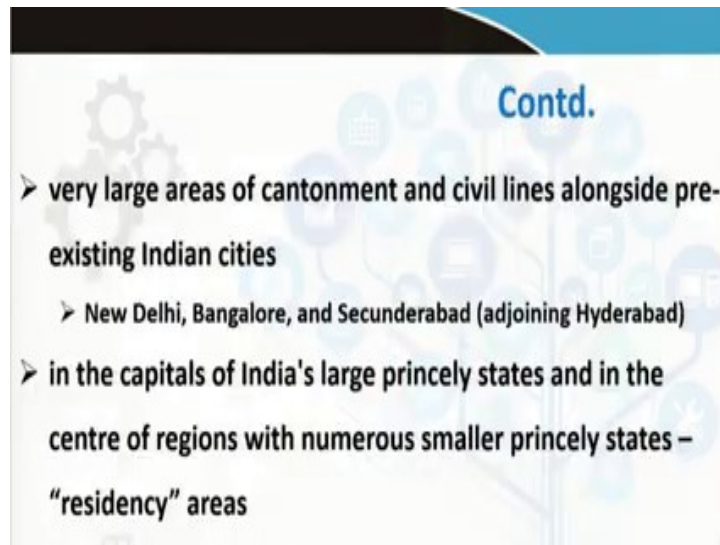 Contd.
➢ very large areas of cantonment and civil lines alongside pre-
existing Indian cities
➢ New Delhi, Bangalore, and Secunderabad (adjoining Hyderabad)
➢ in the capitals of India's large princely states and in the
centre of regions with numerous smaller princely states –
“residency” areas